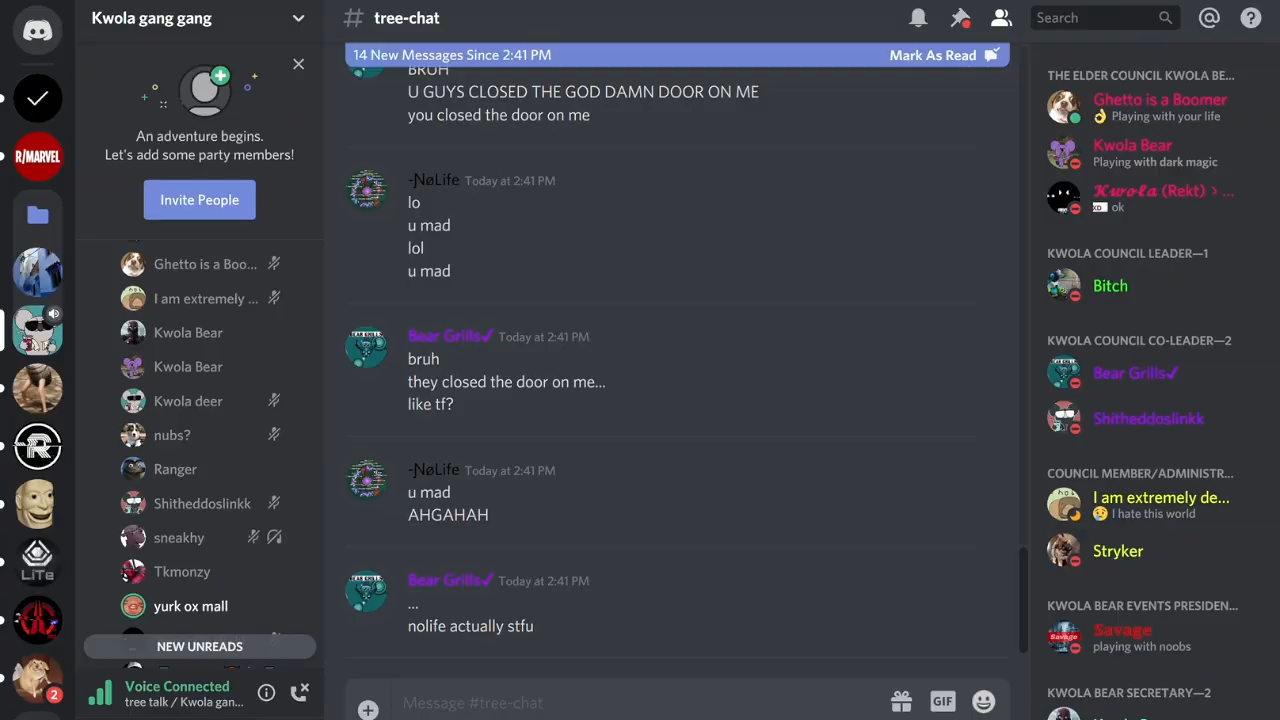 Kwola gang gang
tree-chat
Search
14 New Messages Since 2:41 PM
Mark As Read
R/MARVEL
LiTe
2
An adventure begins.
Let's add some party members!
Invite People
Ghetto is a Boo...
I am extremely ...
Kwola Bear
Kwola Bear
Kwola deer
nubs?
Ranger
Shitheddoslinkk
sneakhy
Tkmonzy
yurk ox mall
NEW UNREADS
Voice Connected
tree talk / Kwola gan...
BRUH
U GUYS CLOSED THE GOD DAMN DOOR ON ME
you closed the door on me
-ƝøLife Today at 2:41 PM
lo
u mad
lol
u mad
Bear Grills✓ Today at 2:41 PM
bruh
they closed the door on me...
like tf?
-ƝøLife Today at 2:41 PM
u mad
AHGAHAH
Bear Grills✓ Today at 2:41 PM
...
nolife actually stfu
Message #tree-chat
GIF
THE ELDER COUNCIL KWOLA BE...
Ghetto is a Boomer
👌 Playing with your life
Kwola Bear
Playing with dark magic
𝓚𝔀𝓸𝓵𝓪 (Rekt) > ...
XD ok
KWOLA COUNCIL LEADER—1
Bitch
KWOLA COUNCIL CO-LEADER—2
Bear Grills✓
Shitheddoslinkk
COUNCIL MEMBER/ADMINISTR...
I am extremely de...
😢 I hate this world
Stryker
KWOLA BEAR EVENTS PRESIDEN...
Savage
playing with noobs
KWOLA BEAR SECRETARY—2